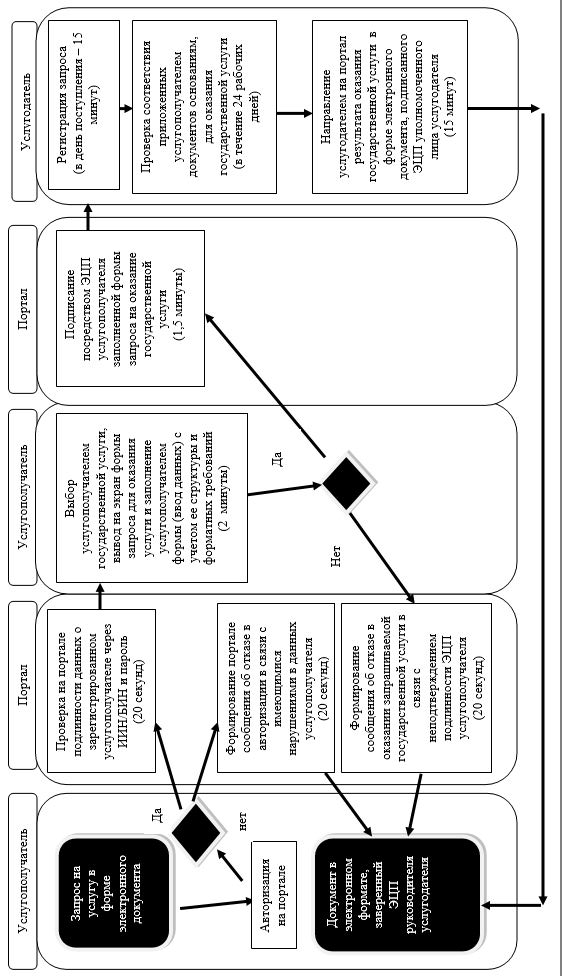 Услугополучатель
Запрос на
услугу в
форме
электронного
документа
Авторизация
на портале
Да
нет
Документ в
электронном
формате,
заверенный
ЭЦП
руководителя
услугодателя
Портал
Проверка на портале
подлинности данных о
зарегистрированном
услугополучателе через
ИИН/БИН и пароль
(20 секунд)
Формирование портале
сообщения об отказе в
авторизации в связи с
имеющимися
нарушениями в данных
услугополучателя
(20 секунд)
Формирование
сообщения об отказе в
оказании запрашиваемой
государственной услуги в
связи с
неподтверждением
подлинности ЭЦП
услугополучателя
(20 секунд)
Услугополучатель
Выбор
услугополучателем
государственной услуги,
вывод на экран формы
запроса для оказания
услуги и заполнение
услугополучателем
формы (ввод данных) с
учетом ее структуры и
форматных требований
(2 минуты)
Да
Нет
Портал
Подписание
посредством ЭЦП
услугополучателя
заполненной формы
запроса на оказание
государственной
услуги
(1,5 минуты)
Услугодатель
Регистрация запроса
(в день поступления – 15
минут)
Проверка соответствия
приложенных
услугополучателем
документов основаниям,
для оказания
государственной услуги
(в течение 24 рабочих
дней)
Направление
услугодателем на портал
результата оказания
государственной услуги в
форме электронного
документа, подписанного
ЭЦП уполномоченного
лица услугодателя
(15 минут)